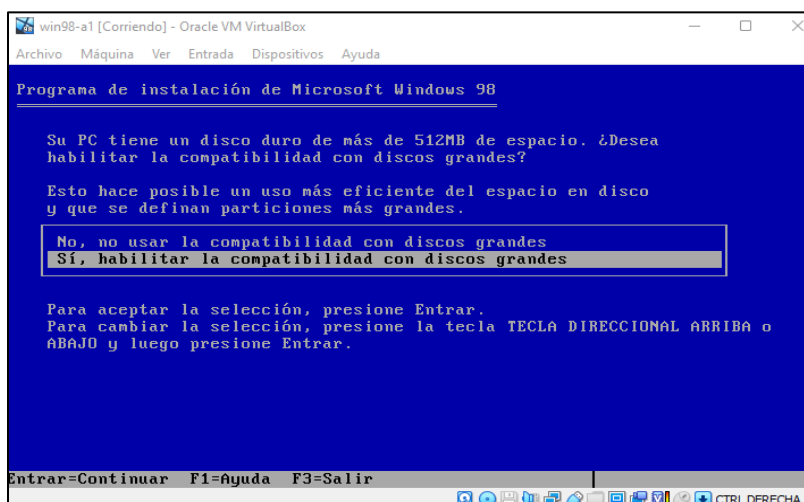 win98-a1 [Corriendo] - Oracle VM VirtualBox
Archivo Máquina Ver Entrada Dispositivos Ayuda
Programa de instalación de Microsoft Windows 98
Su PC tiene un disco duro de más de 512MB de espacio. ¿Desea
habilitar la compatibilidad con discos grandes?
Esto hace posible un uso más eficiente del espacio en disco
y que se definan particiones más grandes.
No, no usar la compatibilidad con discos grandes
Sí, habilitar la compatibilidad con discos grandes
Para aceptar la selección, presione Entrar.
Para cambiar la selección, presione la tecla TECLA DIRECCIONAL ARRIBA o
ABAJO y luego presione Entrar.
Entrar=Continuar F1=Ayuda F3=Salir
CTRL DERECHA